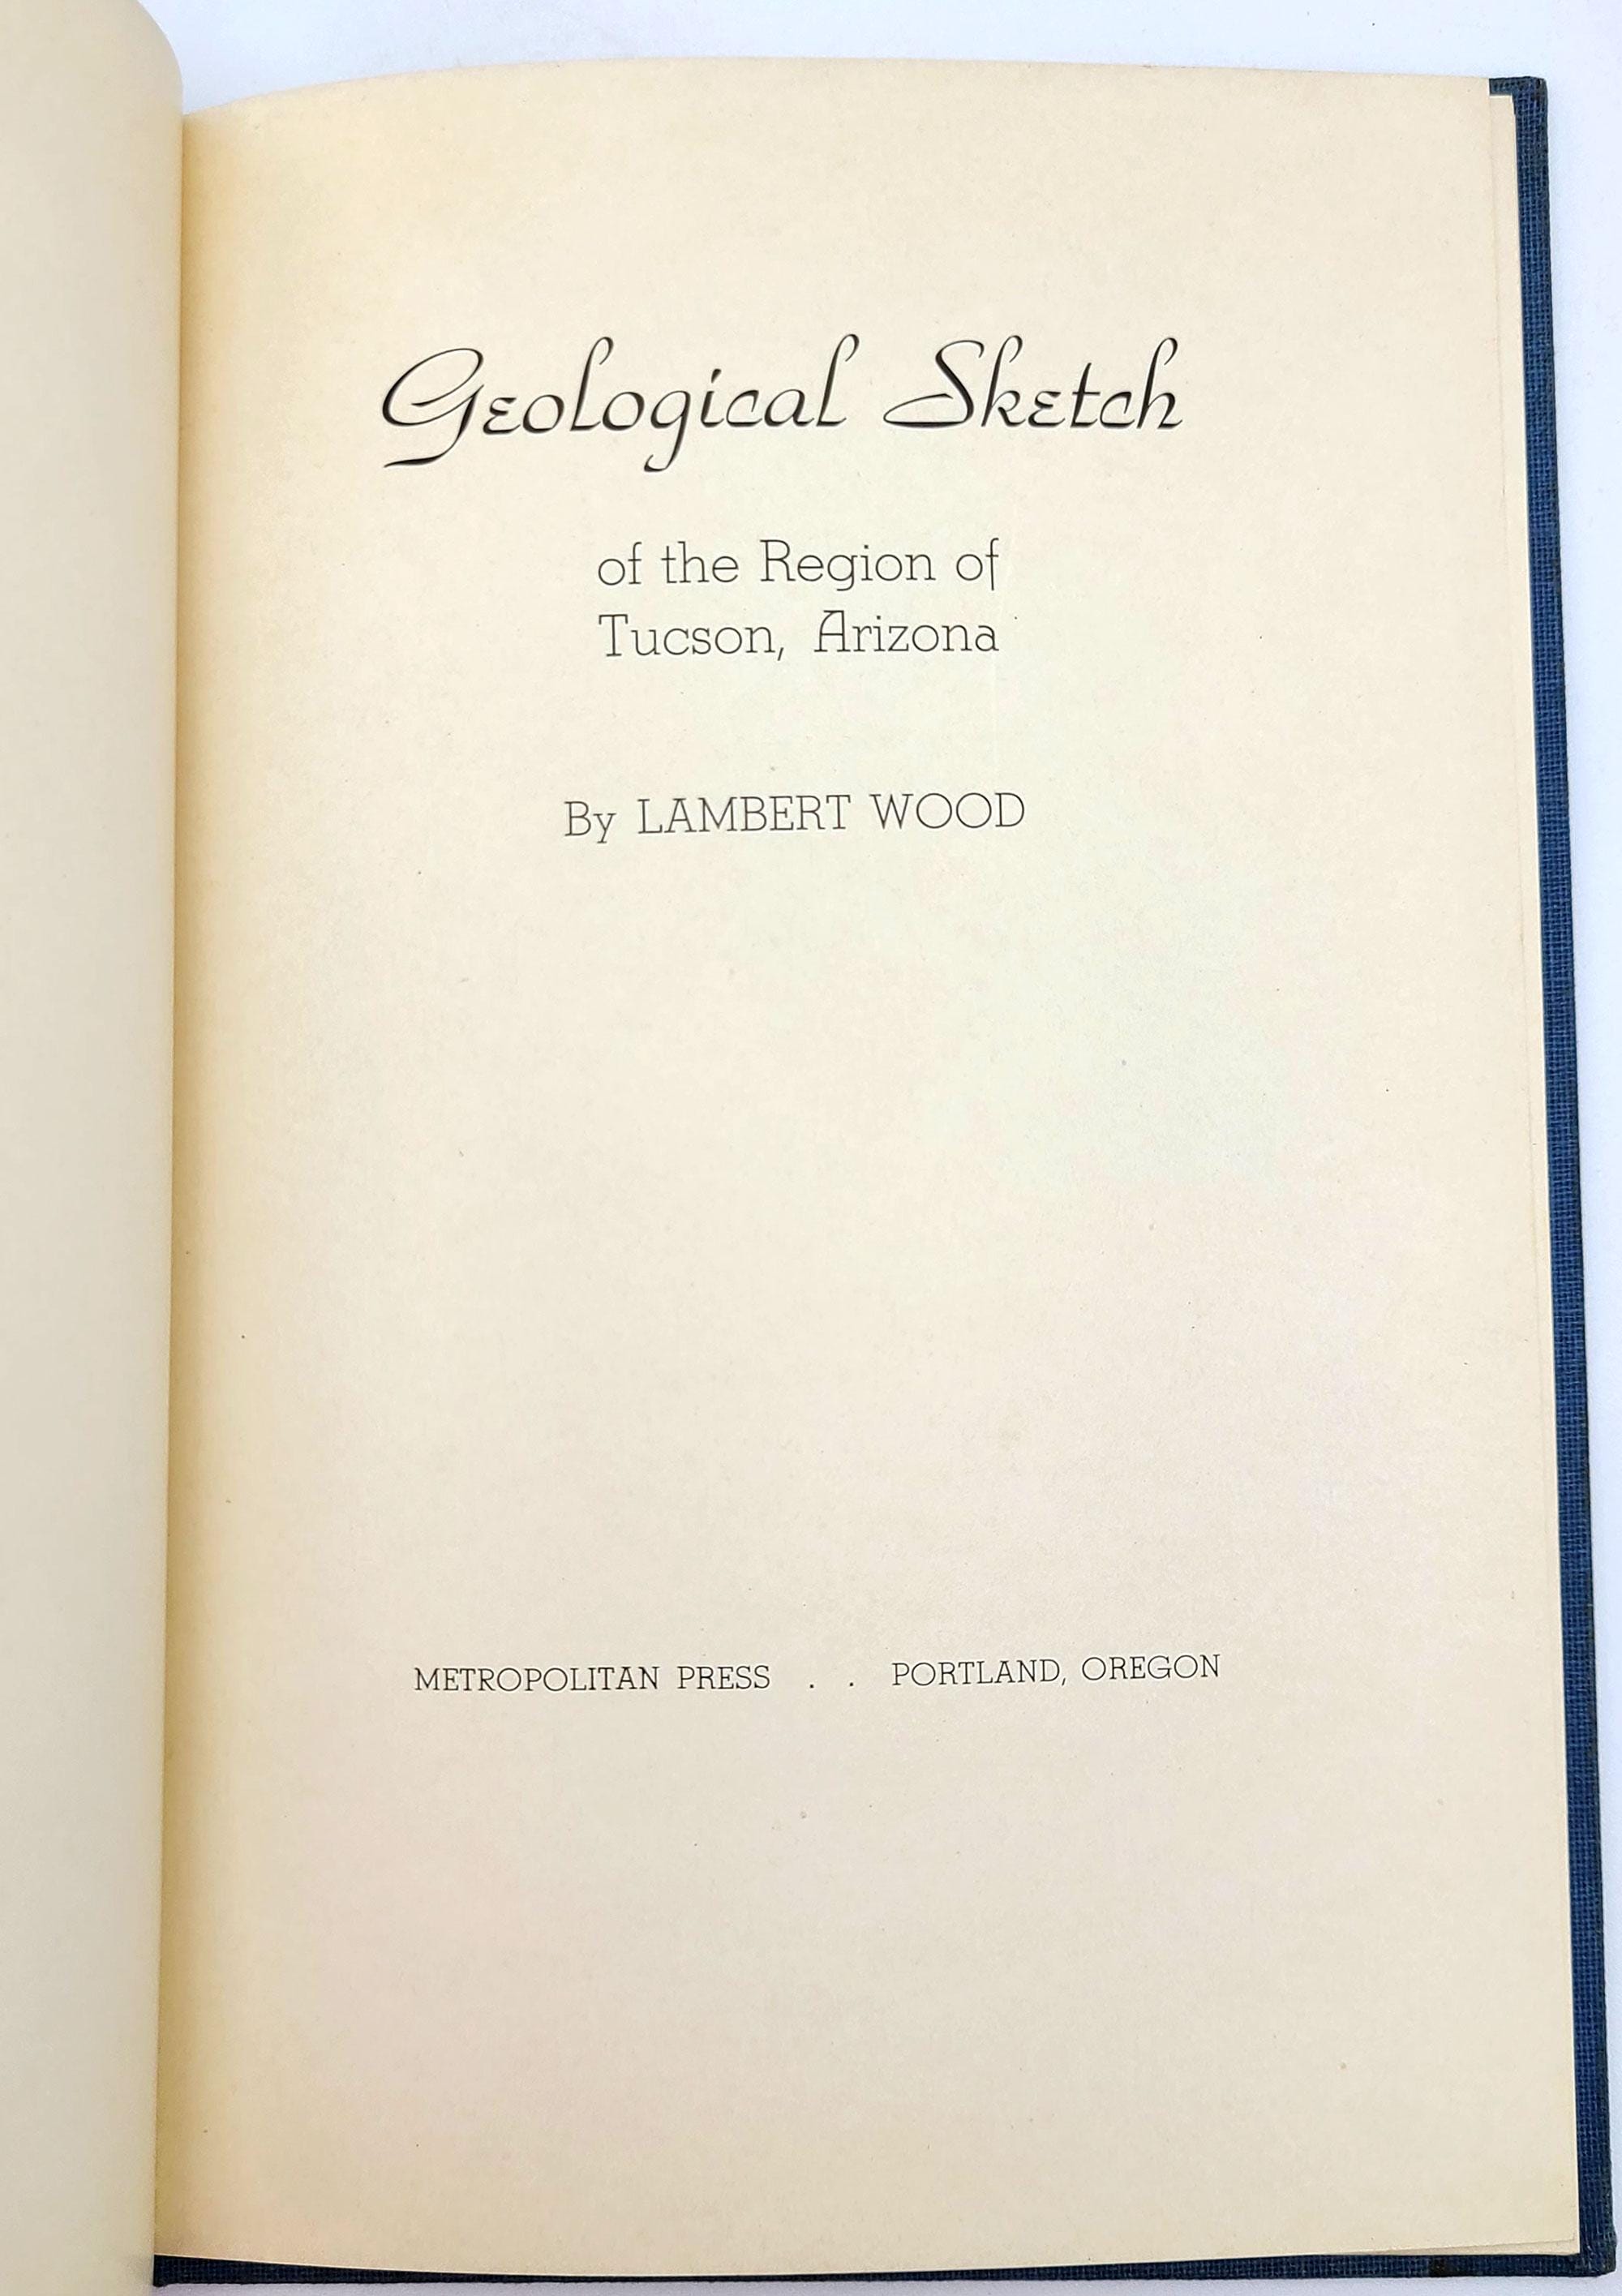 Geological Sketch
of the Region of
Tucson, Arizona
By LAMBERT WOOD
METROPOLITAN PRESS . . PORTLAND, OREGON